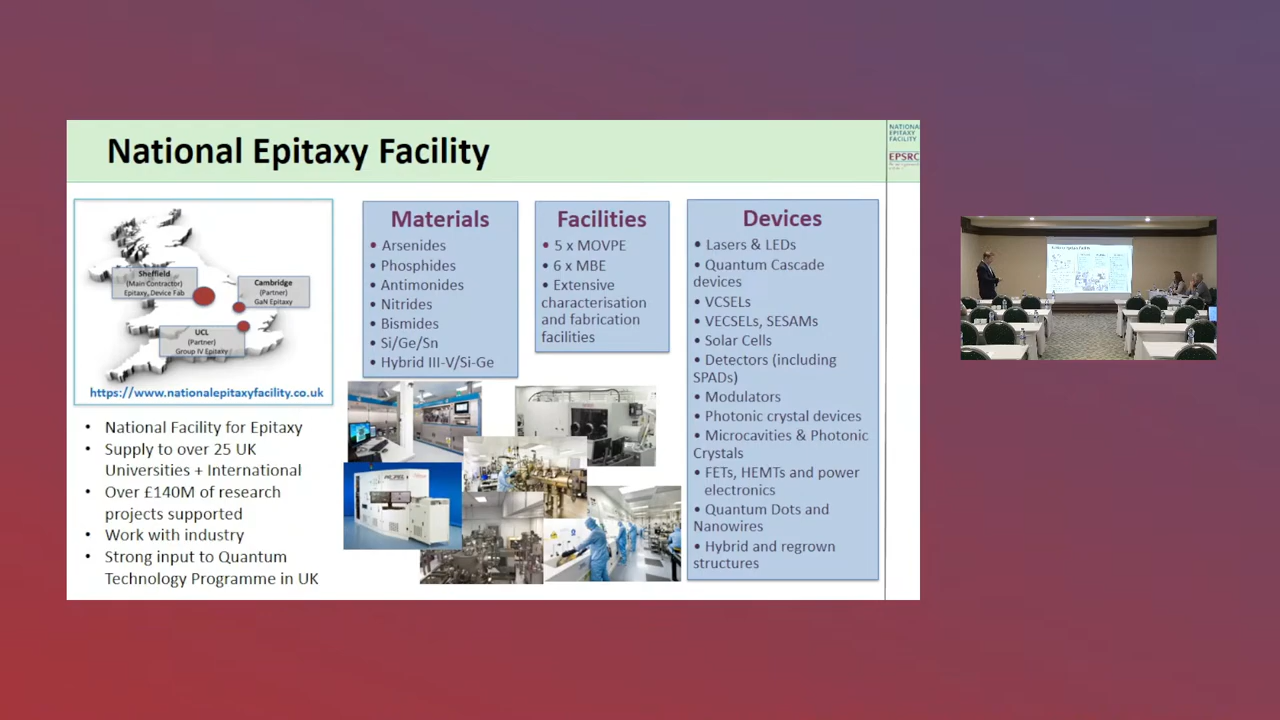 National Epitaxy Facility
NATIONAL
EPITAXY
FACILITY
EPSRC
Sheffield
(Main Contractor)
Epitaxy, Device Fab
Cambridge
(Partner)
GaN Epitaxy
UCL
(Partner)
Group IV Epitaxy
https://www.nationalepitaxyfacility.co.uk
• National Facility for Epitaxy
• Supply to over 25 UK
Universities + International
• Over £140M of research
projects supported
• Work with industry
• Strong input to Quantum
Technology Programme in UK
Materials
• Arsenides
• Phosphides
• Antimonides
• Nitrides
• Bismides
• Si/Ge/Sn
• Hybrid III-V/Si-Ge
Facilities
• 5 x MOVPE
• 6 x MBE
• Extensive
characterisation
and fabrication
facilities
Devices
• Lasers & LEDs
• Quantum Cascade
devices
• VCSELs
• VECSELs, SESAMs
• Solar Cells
• Detectors (including
SPADs)
• Modulators
• Photonic crystal devices
• Microcavities & Photonic
Crystals
• FETs, HEMTs and power
electronics
• Quantum Dots and
Nanowires
• Hybrid and regrown
structures